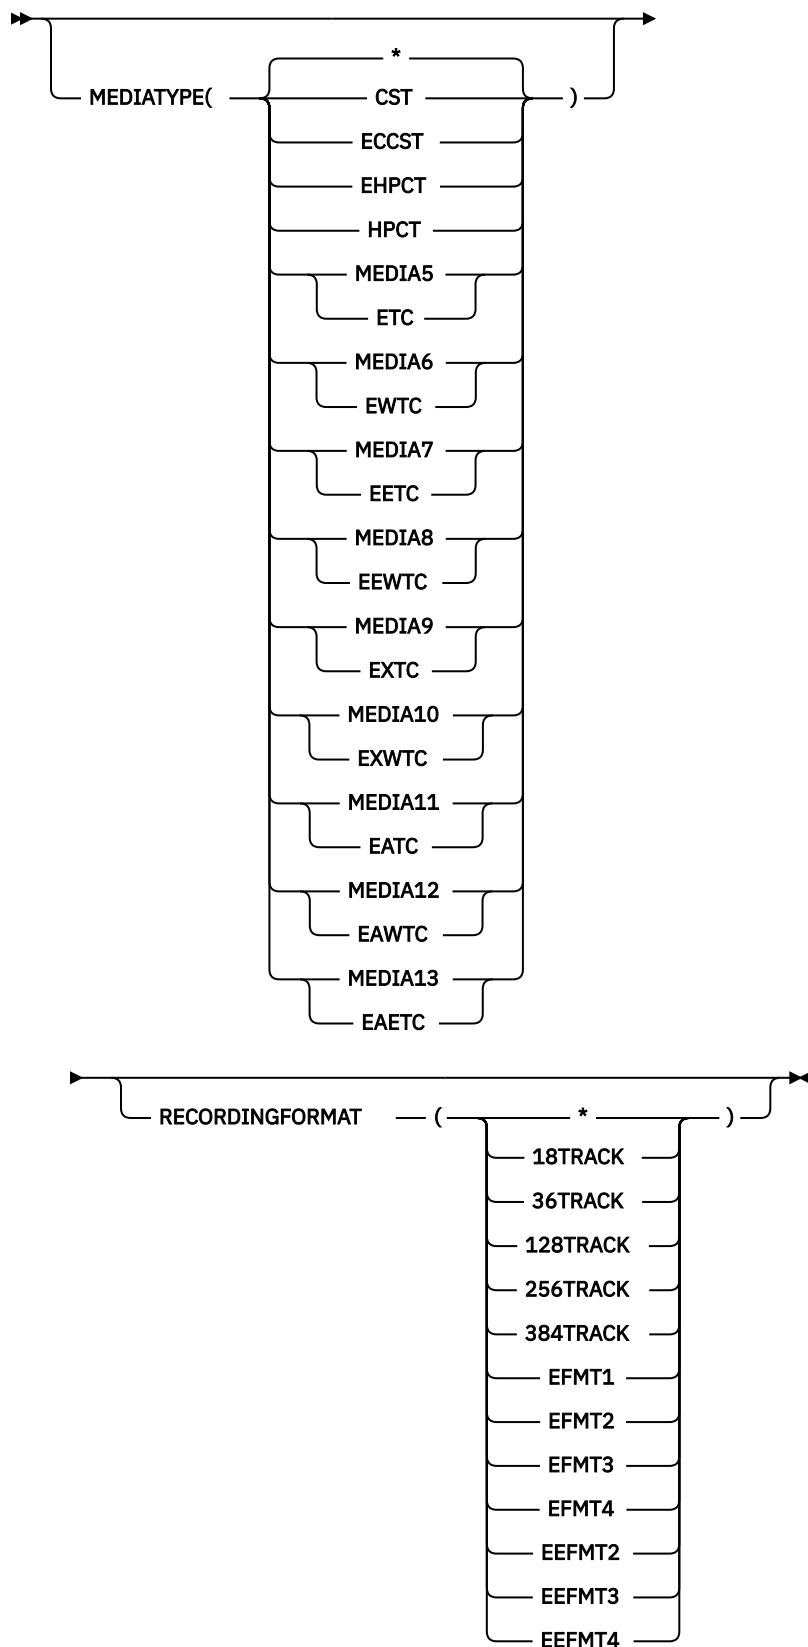 *
MEDIATYPE( CST )
ECCST
EHPCT
HPCT
MEDIA5
ETC
MEDIA6
EWTC
MEDIA7
EETC
MEDIA8
EEWTC
MEDIA9
EXTC
MEDIA10
EXWTC
MEDIA11
EATC
MEDIA12
EAWTC
MEDIA13
EAETC
RECORDINGFORMAT ( * )
18TRACK
36TRACK
128TRACK
256TRACK
384TRACK
EFMT1
EFMT2
EFMT3
EFMT4
EEFMT2
EEFMT3
EEFMT4